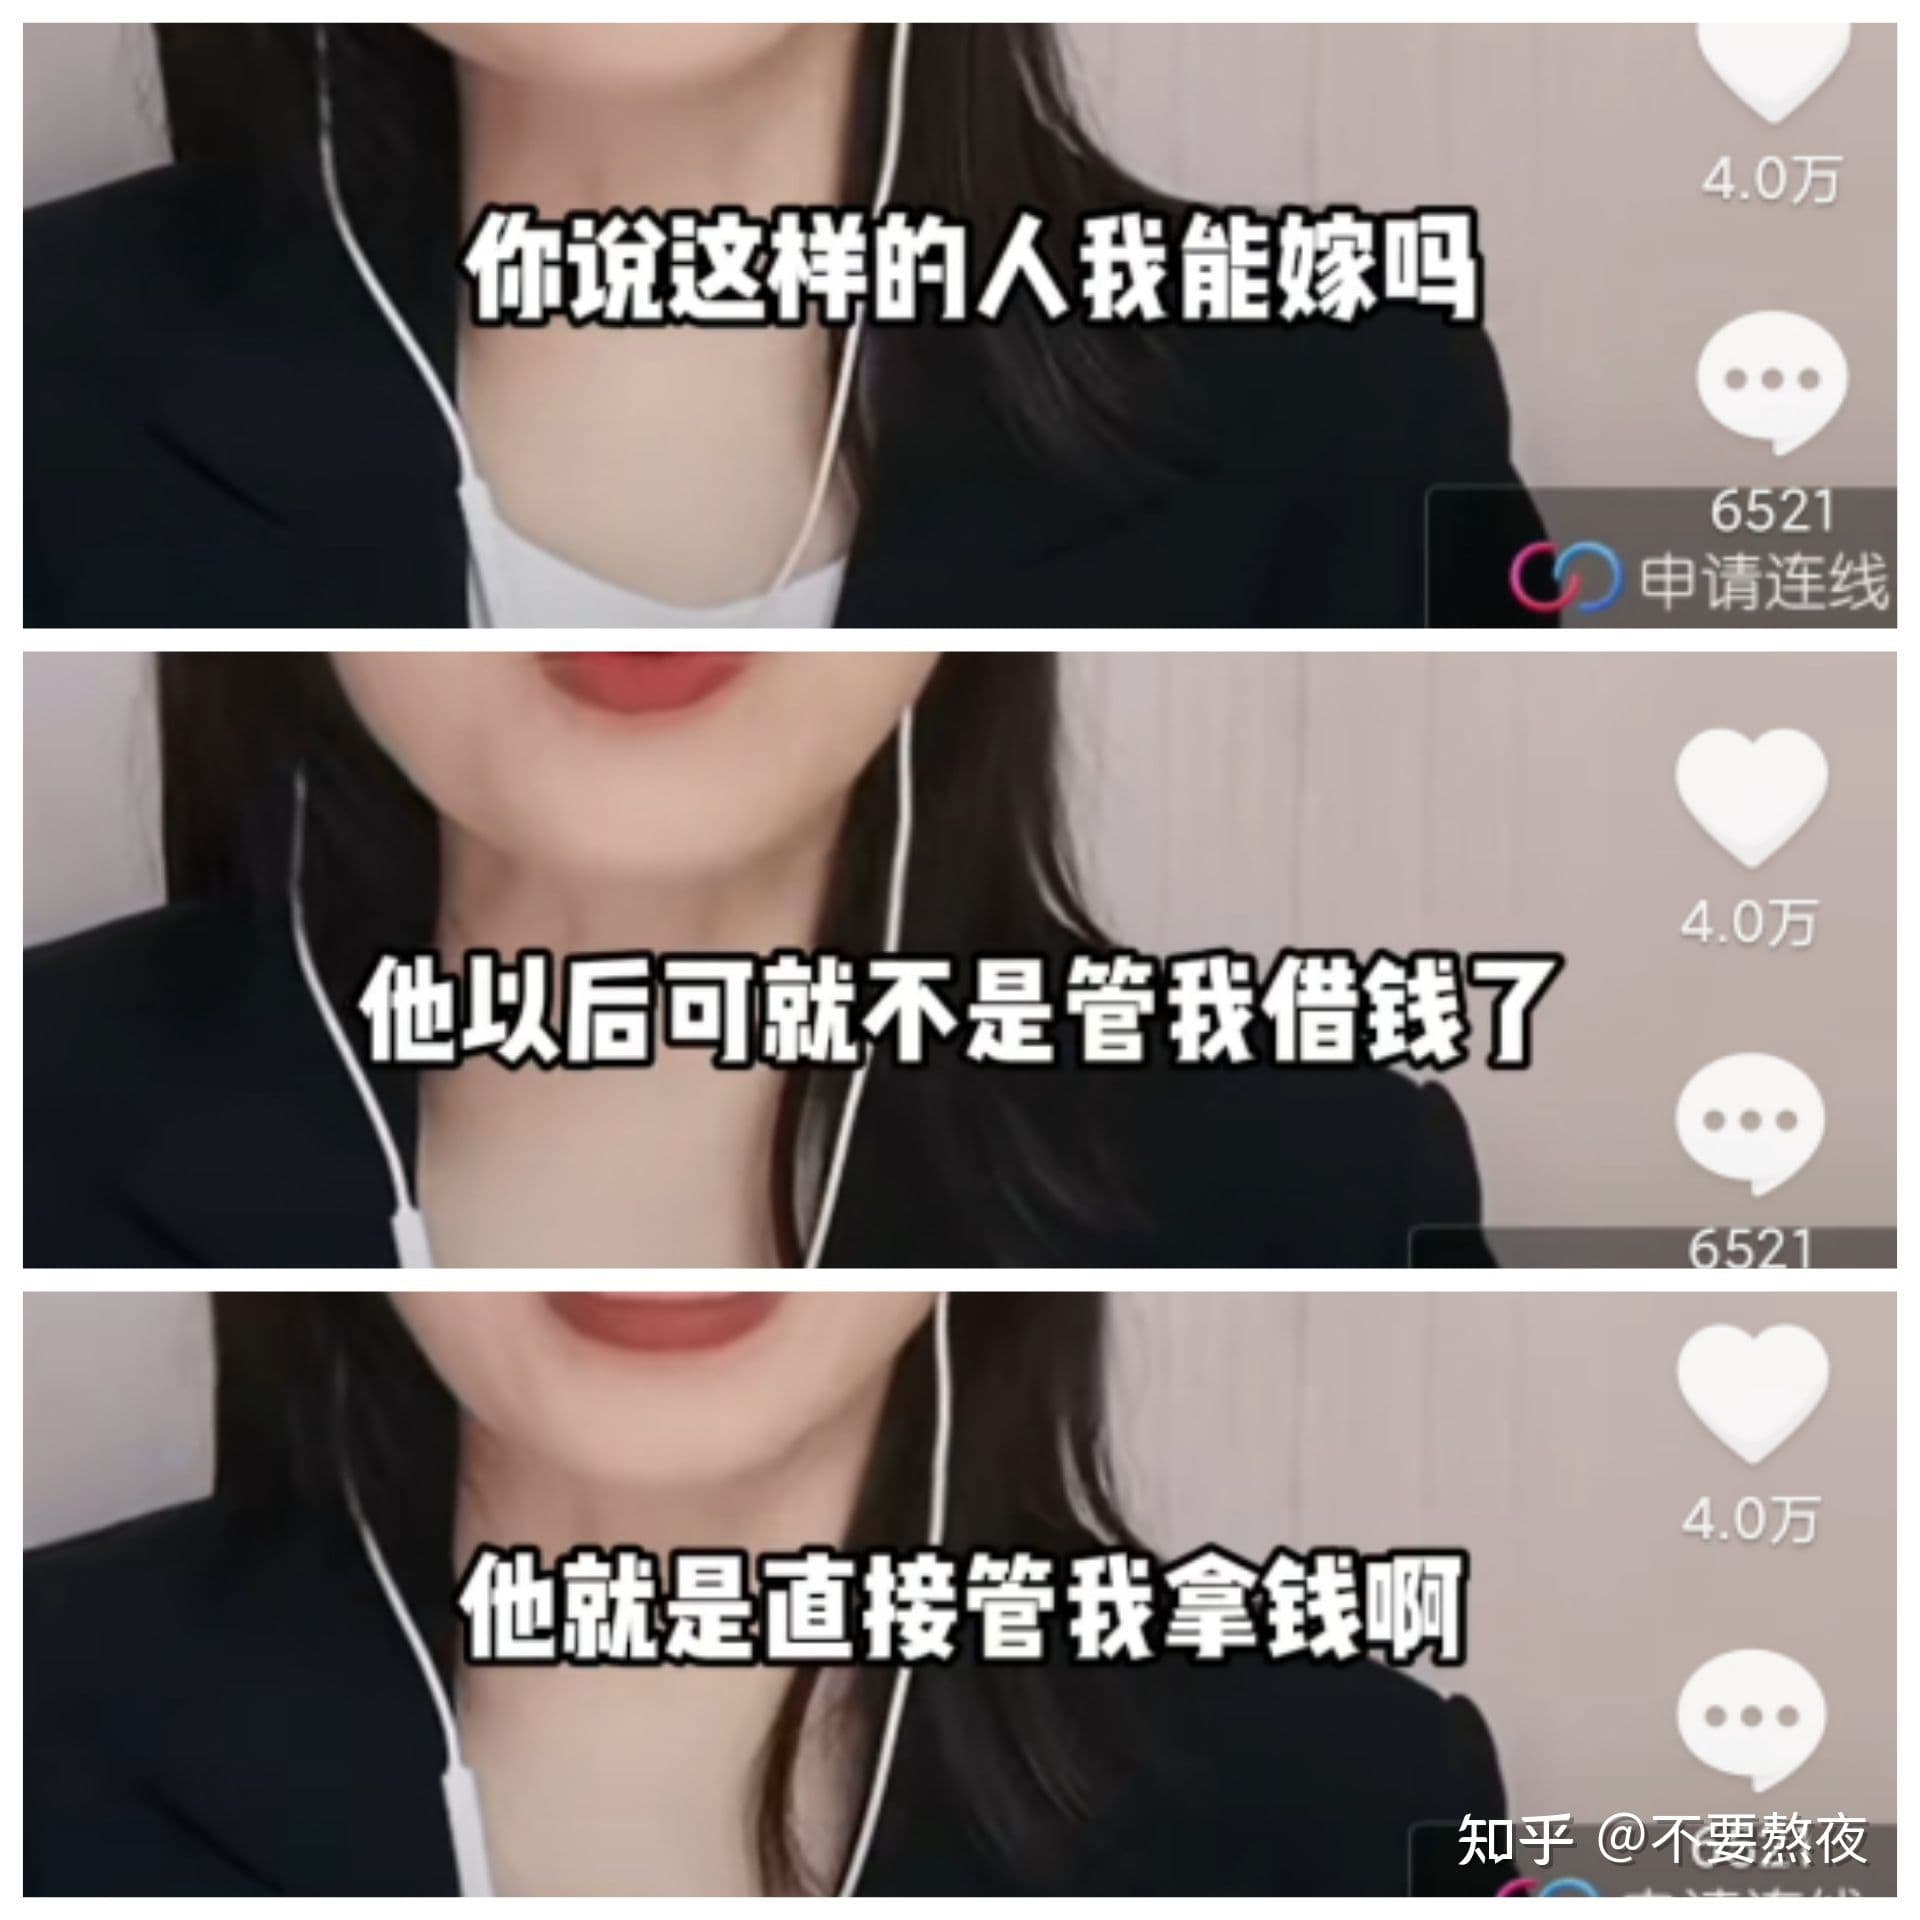 4.0万
你说这样的人我能嫁吗
6521
申请连线
4.0万
他以后可就不是管我借钱了
6521
4.0万
他就是直接管我拿钱啊
知乎 @不要熬夜